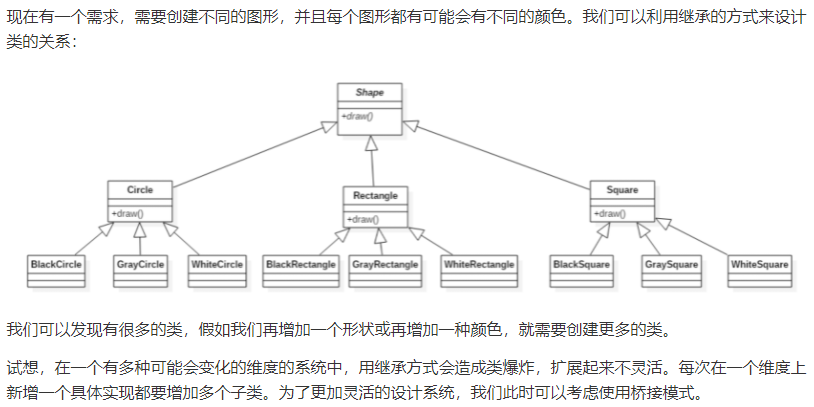 现在有一个需求，需要创建不同的图形，并且每个图形都有可能会有不同的颜色。我们可以利用继承的方式来设计
类的关系：
Shape
+draw()
Circle
+draw()
Rectangle
+draw()
Square
+draw()
BlackCircle
GrayCircle
WhiteCircle
BlackRectangle
GrayRectangle
WhiteRectangle
BlackSquare
GraySquare
WhiteSquare
我们可以发现有很多的类，假如我们再增加一个形状或再增加一种颜色，就需要创建更多的类。
试想，在一个有多种可能会变化的维度的系统中，用继承方式会造成类爆炸，扩展起来不灵活。每次在一个维度上
新增一个具体实现都要增加多个子类。为了更加灵活的设计系统，我们此时可以考虑使用桥接模式。